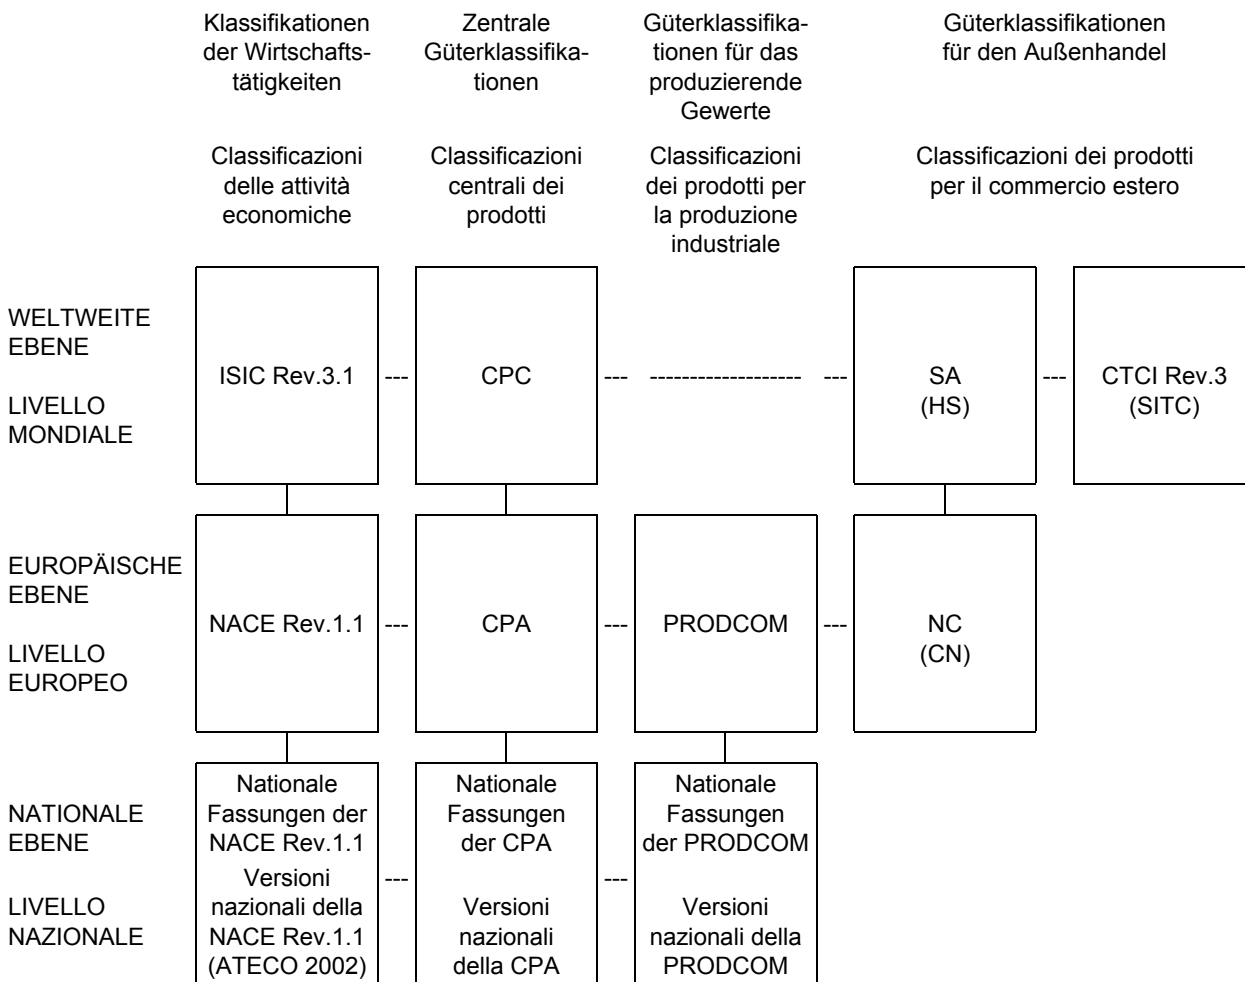 Klassifikationen
der Wirtschafts-
tätigkeiten
Zentrale
Güterklassifika-
tionen
Güterklassifika-
tionen für das
produzierende
Gewerte
Güterklassifikationen
für den Außenhandel
Classificazioni
delle attività
economiche
Classificazioni
centrali dei
prodotti
Classificazioni
dei prodotti per
la produzione
industriale
Classificazioni dei prodotti
per il commercio estero
WELTWEITE
EBENE
LIVELLO
MONDIALE
ISIC Rev.3.1
---
CPC
--- ------------------- ---
SA
(HS)
---
CTCI Rev.3
(SITC)
EUROPÄISCHE
EBENE
LIVELLO
EUROPEO
NACE Rev.1.1
---
CPA
---
PRODCOM
---
NC
(CN)
NATIONALE
EBENE
LIVELLO
NAZIONALE
Nationale
Fassungen der
NACE Rev.1.1
Versioni
nazionali della
NACE Rev.1.1
(ATECO 2002)
---
Nationale
Fassungen
der CPA
Versioni
nazionali
della CPA
---
Nationale
Fassungen
der PRODCOM
Versioni
nazionali della
PRODCOM